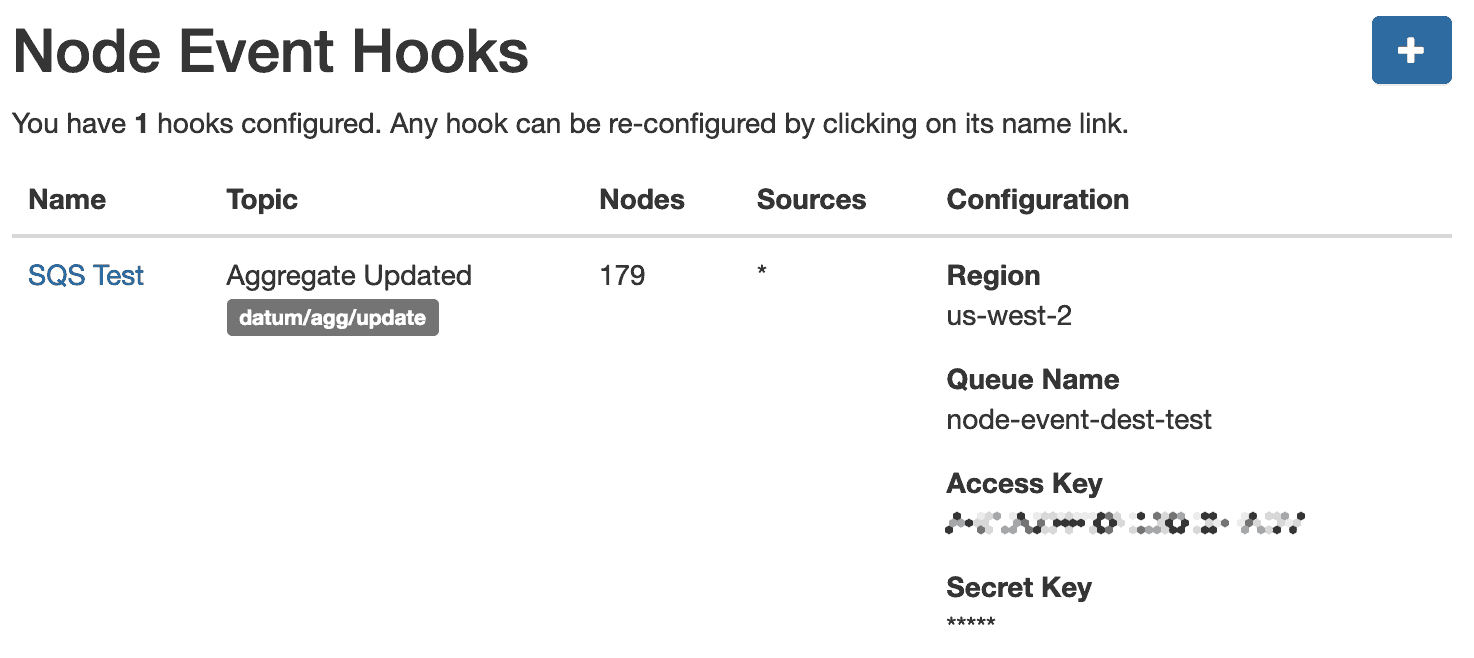 Node Event Hooks
+
You have 1 hooks configured. Any hook can be re-configured by clicking on its name link.
Name Topic Nodes Sources Configuration
SQS Test Aggregate Updated 179 * Region
datum/agg/update us-west-2
Queue Name
node-event-dest-test
Access Key
Secret Key
*****